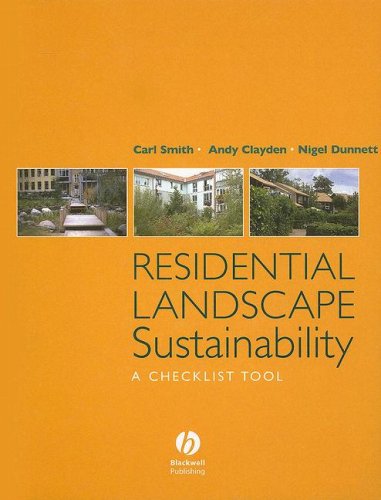 Carl Smith • Andy Clayden • Nigel Dunnett
RESIDENTIAL
LANDSCAPE
Sustainability
A CHECKLIST TOOL
b
Blackwell
Publishing